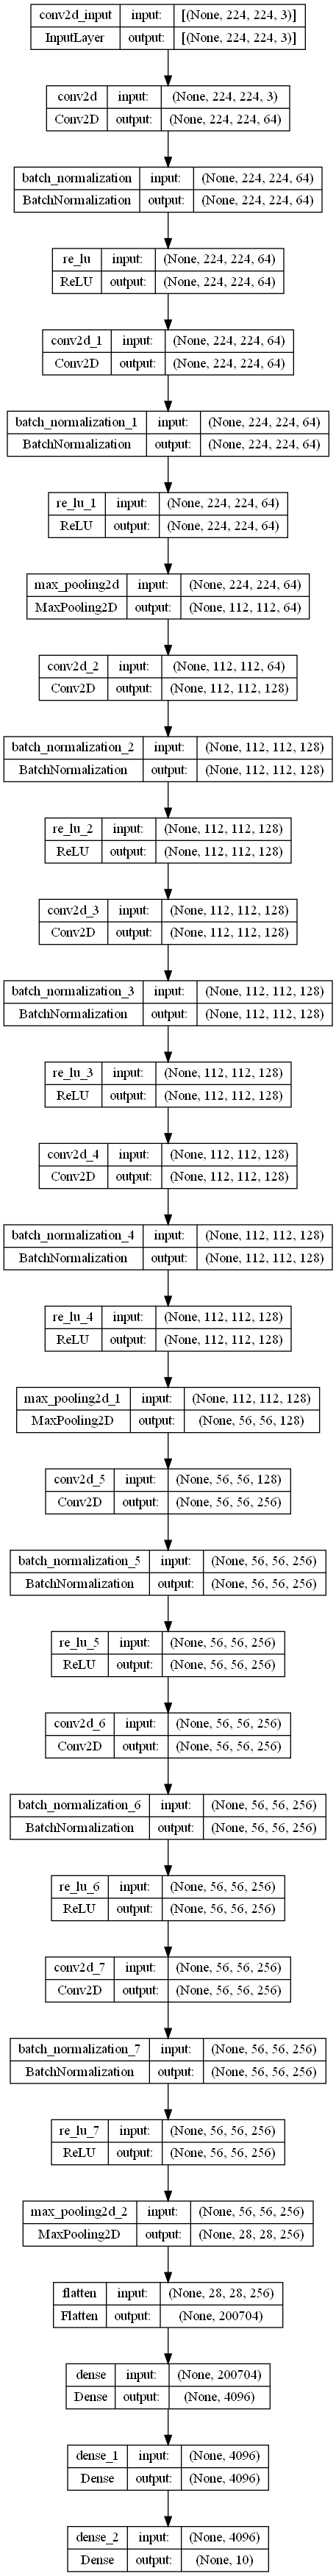 conv2d_input input: [(None, 224, 224, 3)]
InputLayer output: [(None, 224, 224, 3)]
conv2d input: (None, 224, 224, 3)
Conv2D output: (None, 224, 224, 64)
batch_normalization input: (None, 224, 224, 64)
BatchNormalization output: (None, 224, 224, 64)
re_lu input: (None, 224, 224, 64)
ReLU output: (None, 224, 224, 64)
conv2d_1 input: (None, 224, 224, 64)
Conv2D output: (None, 224, 224, 64)
batch_normalization_1 input: (None, 224, 224, 64)
BatchNormalization output: (None, 224, 224, 64)
re_lu_1 input: (None, 224, 224, 64)
ReLU output: (None, 224, 224, 64)
max_pooling2d input: (None, 224, 224, 64)
MaxPooling2D output: (None, 112, 112, 64)
conv2d_2 input: (None, 112, 112, 64)
Conv2D output: (None, 112, 112, 128)
batch_normalization_2 input: (None, 112, 112, 128)
BatchNormalization output: (None, 112, 112, 128)
re_lu_2 input: (None, 112, 112, 128)
ReLU output: (None, 112, 112, 128)
conv2d_3 input: (None, 112, 112, 128)
Conv2D output: (None, 112, 112, 128)
batch_normalization_3 input: (None, 112, 112, 128)
BatchNormalization output: (None, 112, 112, 128)
re_lu_3 input: (None, 112, 112, 128)
ReLU output: (None, 112, 112, 128)
conv2d_4 input: (None, 112, 112, 128)
Conv2D output: (None, 112, 112, 128)
batch_normalization_4 input: (None, 112, 112, 128)
BatchNormalization output: (None, 112, 112, 128)
re_lu_4 input: (None, 112, 112, 128)
ReLU output: (None, 112, 112, 128)
max_pooling2d_1 input: (None, 112, 112, 128)
MaxPooling2D output: (None, 56, 56, 128)
conv2d_5 input: (None, 56, 56, 128)
Conv2D output: (None, 56, 56, 256)
batch_normalization_5 input: (None, 56, 56, 256)
BatchNormalization output: (None, 56, 56, 256)
re_lu_5 input: (None, 56, 56, 256)
ReLU output: (None, 56, 56, 256)
conv2d_6 input: (None, 56, 56, 256)
Conv2D output: (None, 56, 56, 256)
batch_normalization_6 input: (None, 56, 56, 256)
BatchNormalization output: (None, 56, 56, 256)
re_lu_6 input: (None, 56, 56, 256)
ReLU output: (None, 56, 56, 256)
conv2d_7 input: (None, 56, 56, 256)
Conv2D output: (None, 56, 56, 256)
batch_normalization_7 input: (None, 56, 56, 256)
BatchNormalization output: (None, 56, 56, 256)
re_lu_7 input: (None, 56, 56, 256)
ReLU output: (None, 56, 56, 256)
max_pooling2d_2 input: (None, 56, 56, 256)
MaxPooling2D output: (None, 28, 28, 256)
flatten input: (None, 28, 28, 256)
Flatten output: (None, 200704)
dense input: (None, 200704)
Dense output: (None, 4096)
dense_1 input: (None, 4096)
Dense output: (None, 4096)
dense_2 input: (None, 4096)
Dense output: (None, 10)